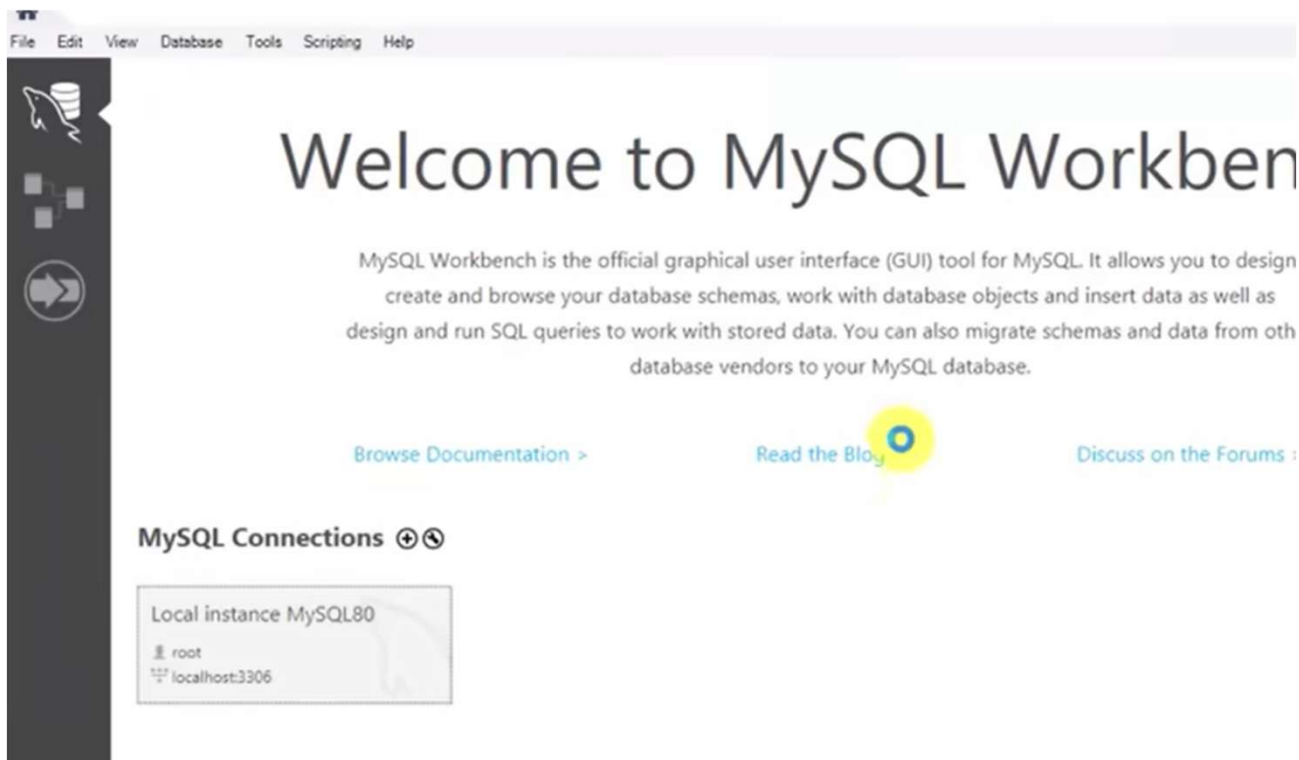 File Edit View Database Tools Scripting Help
Welcome to MySQL Workben
MySQL Workbench is the official graphical user interface (GUI) tool for MySQL. It allows you to design
create and browse your database schemas, work with database objects and insert data as well as
design and run SQL queries to work with stored data. You can also migrate schemas and data from oth
database vendors to your MySQL database.
Browse Documentation > Read the Blog Discuss on the Forums >
MySQL Connections
Local instance MySQL80
root
localhost:3306